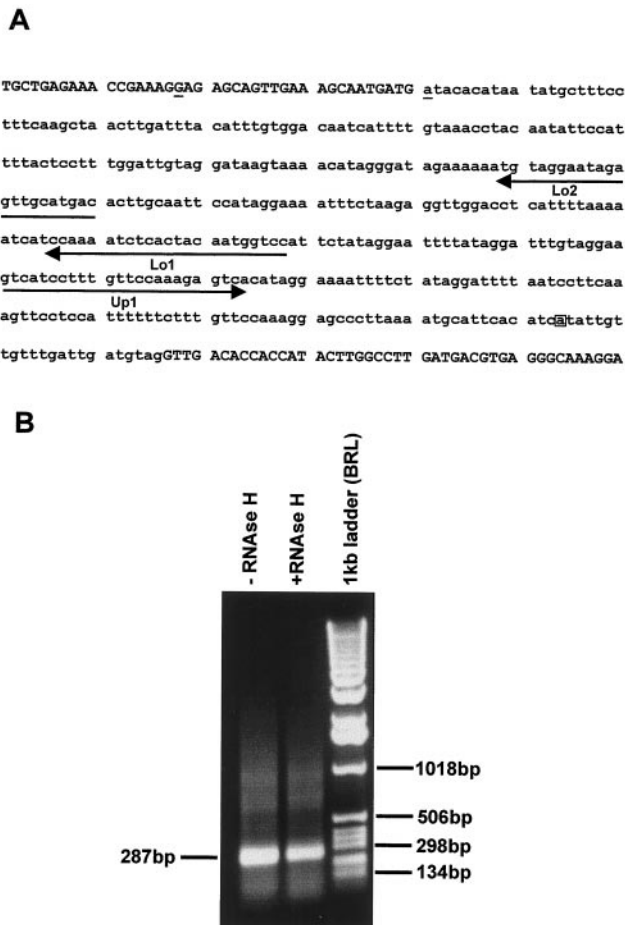 A
TGCTGAGAAA CCGAAAGGAG AGCAGTTGAA AGCAATGATG atacacataa tatgctttcc
tttcaagcta acttgattta catttgtgga caatcatttt gtaaacctac aatattccat
tttactcctt tggattgtag gataagtaaa acatagggat agaaaaaatg taggaataga
Lo2
gttgcatgac acttgcaatt ccataggaaa atttctaaga ggttggacct cattttaaaa
atcatccaaa atctcactac aatggtccat tctataggaa ttttatagga tttgtaggaa
Lo1
gtcatccttt gttccaaaga gtcacatagg aaaattttct ataggatttt aatccttcaa
Up1
agttcctcca ttttttcttt gttccaaagg agcccttaaa atgcattcac atcatattgt
tgtttgattg atgtagGTTG ACACCACCAT ACTTGGCCTT GATGACGTGA GGGCAAAGGA
B
- RNAse H
+RNAse H
1kb ladder (BRL)
1018bp
506bp
298bp
287bp
134bp